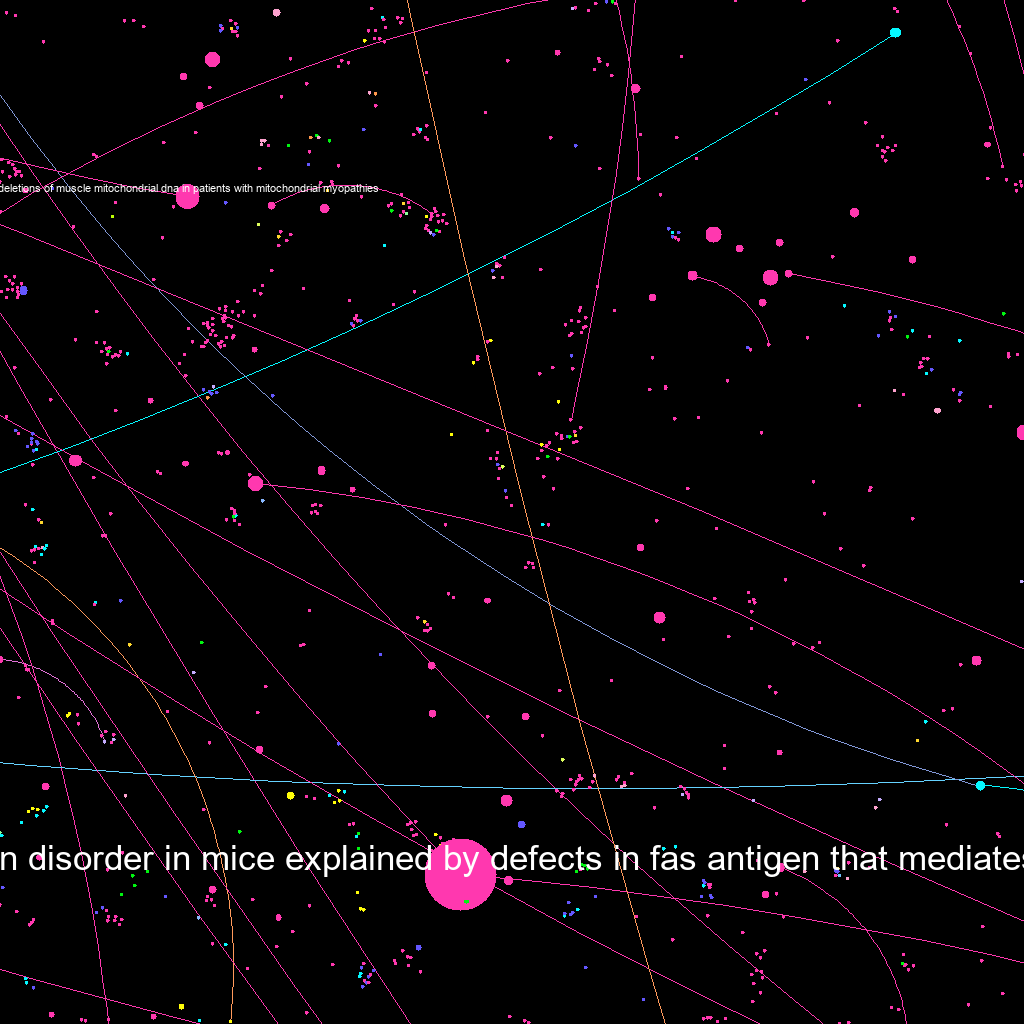 deletions of muscle mitochondrial dna in patients with mitochondrial myopathies
n disorder in mice explained by defects in fas antigen that mediates